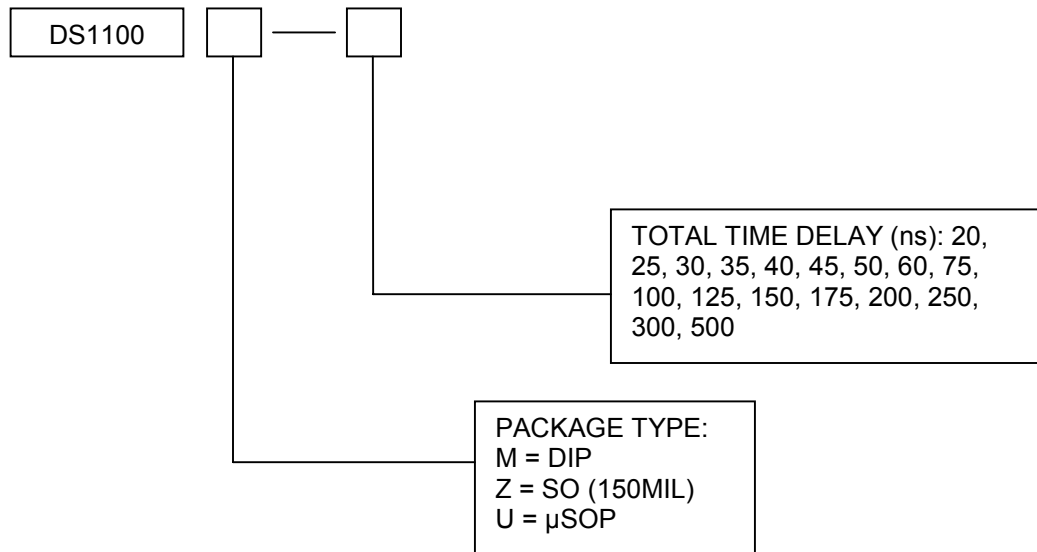 DS1100
TOTAL TIME DELAY (ns): 20,
25, 30, 35, 40, 45, 50, 60, 75,
100, 125, 150, 175, 200, 250,
300, 500
PACKAGE TYPE:
M = DIP
Z = SO (150MIL)
U = µSOP